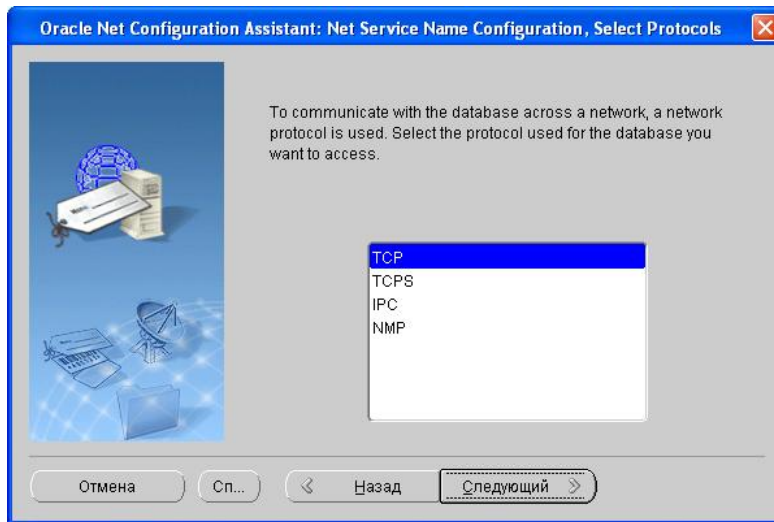 Oracle Net Configuration Assistant: Net Service Name Configuration, Select Protocols
To communicate with the database across a network, a network
protocol is used. Select the protocol used for the database you
want to access.
TCP
TCPS
IPC
NMP
Отмена
Сп...
Назад
Следующий